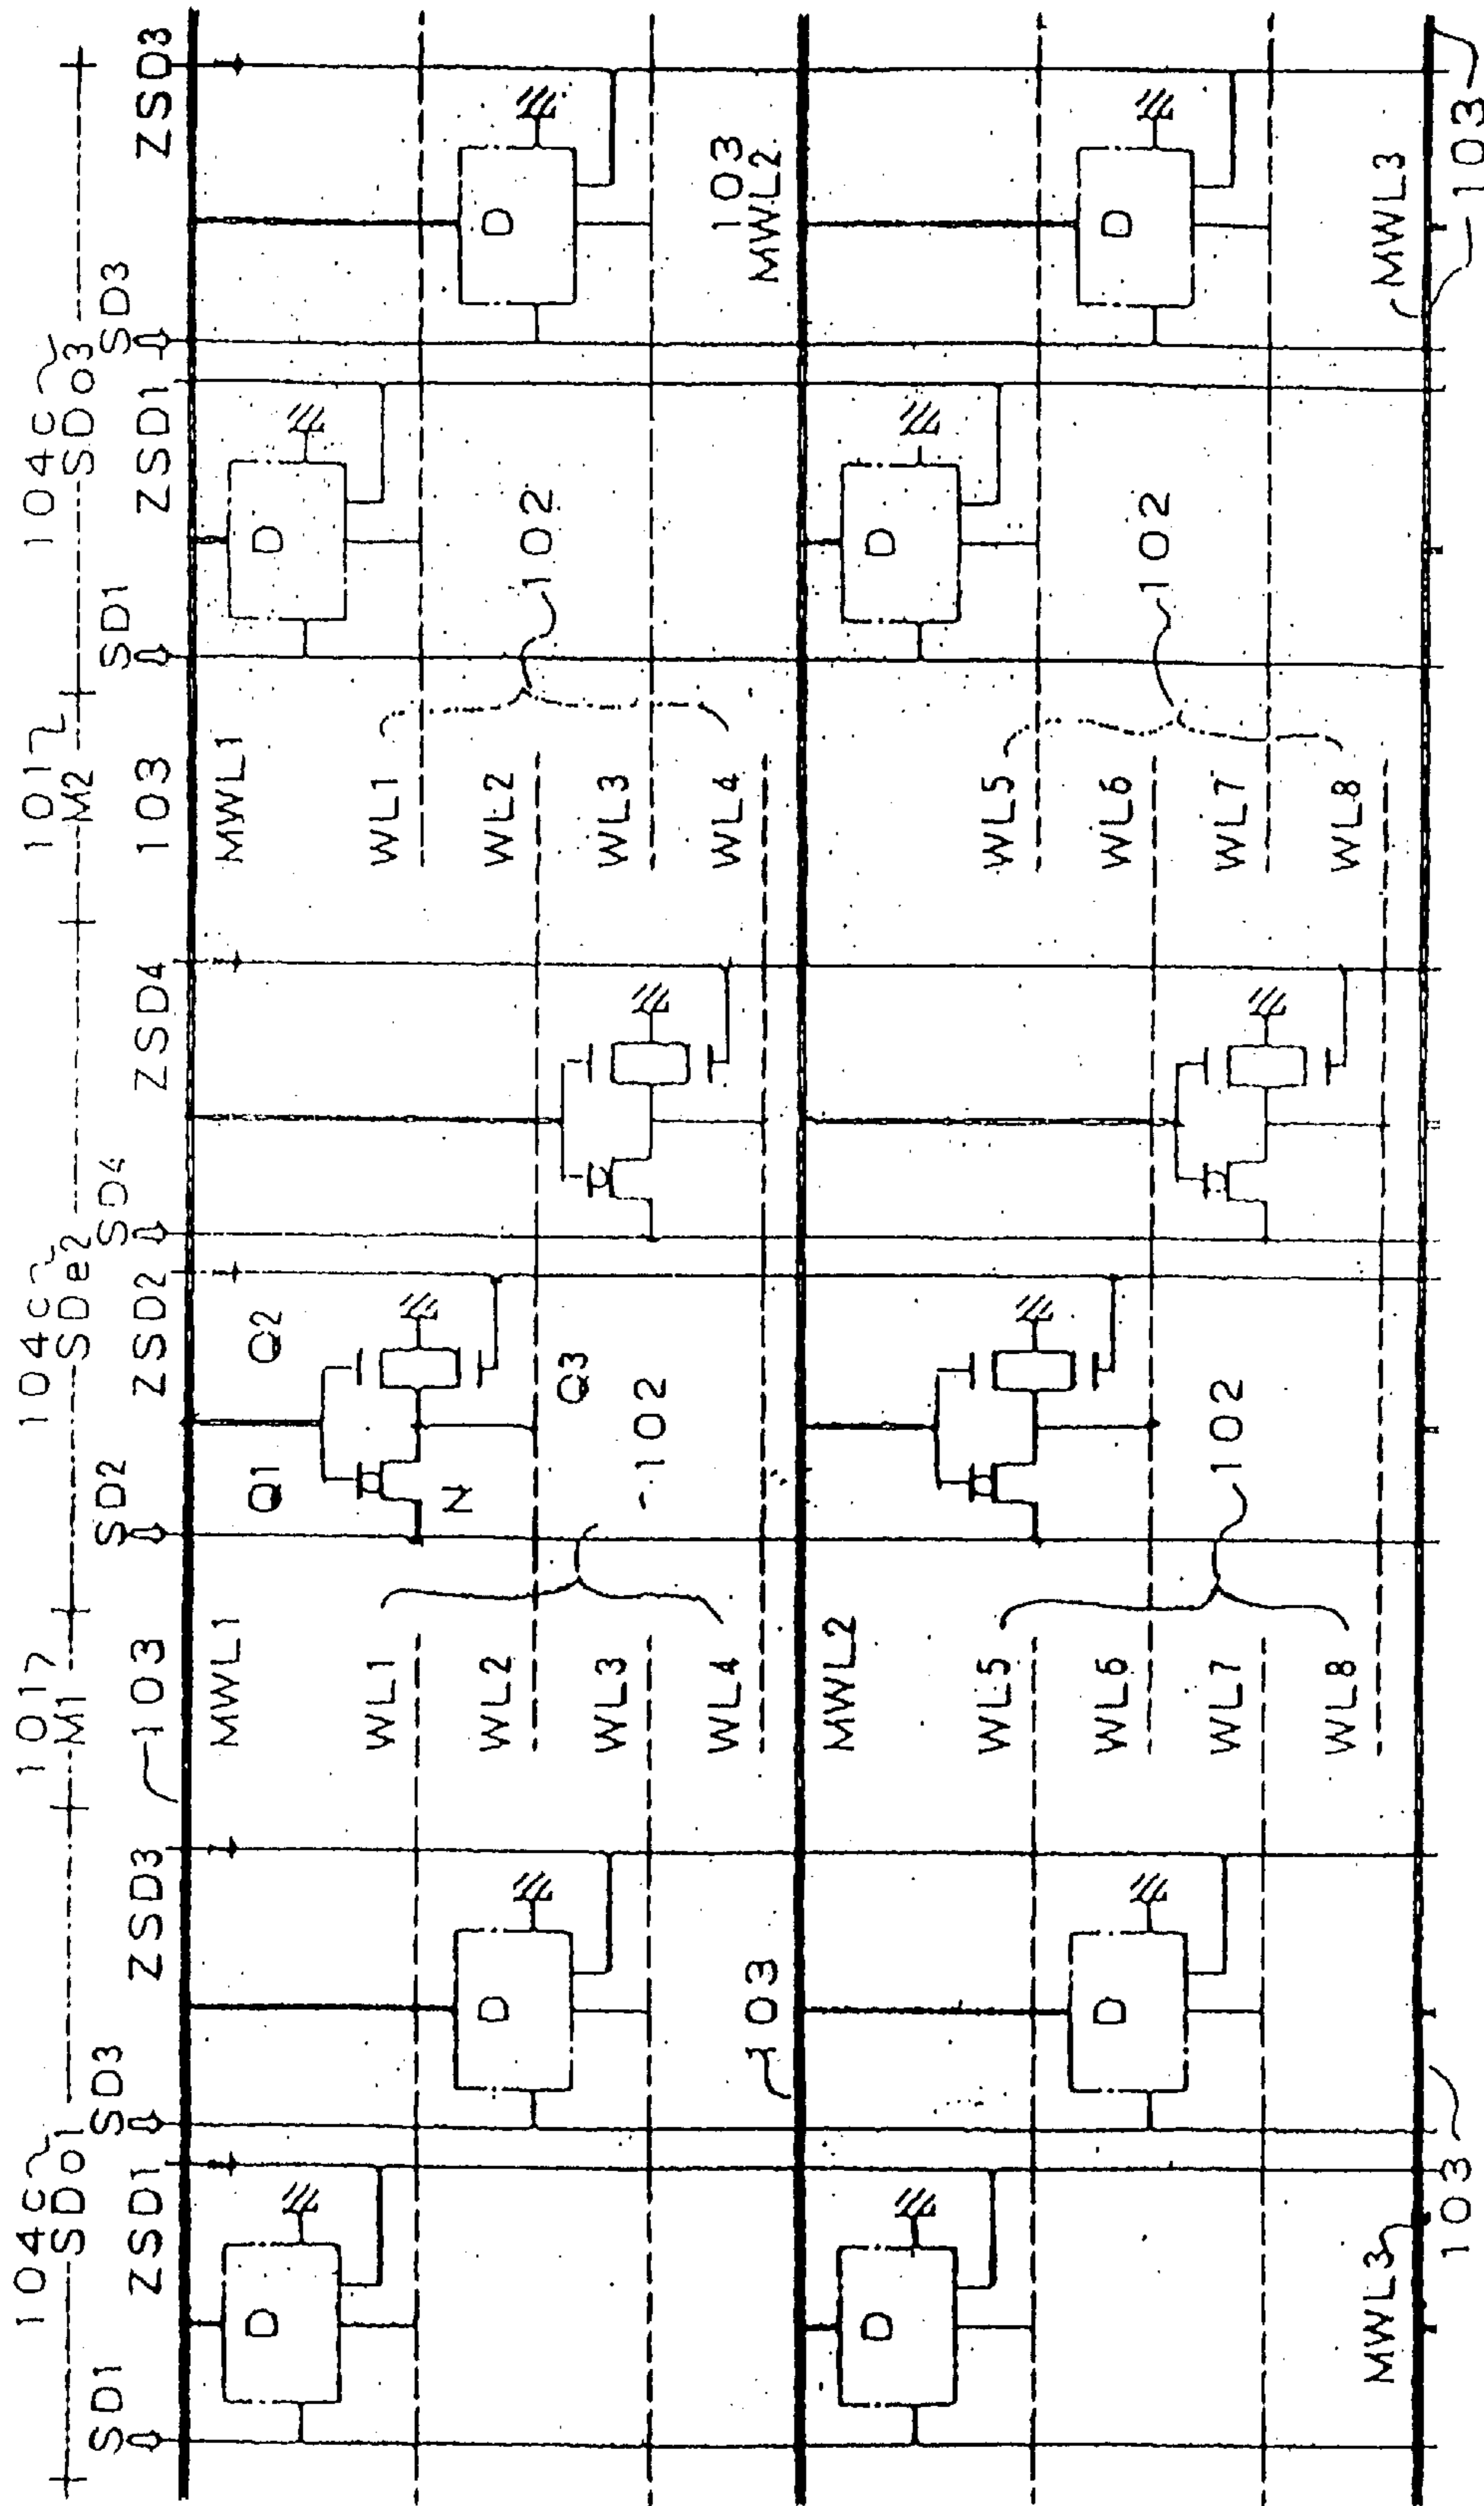 104c 101 104c 101 104c
SDo1 M1 SDe2 M2 SDo3
SD1 SD3 SD2 SD4 SD1 SD3
ZSD1 ZSD3 103 ZSD2 ZSD4 103 ZSD1 ZSD3
MWL1 MWL1
D Q1 Q2 D
WL1 WL1
N
D WL2 WL2 D
102
Q3
WL3 WL3
102
WL4 WL4
103 103
MWL2
MWL2
D D
WL5 WL5
D WL6 WL6 D
102
WL7 WL7
102
WL8 WL8
MWL3 MWL3
103 103